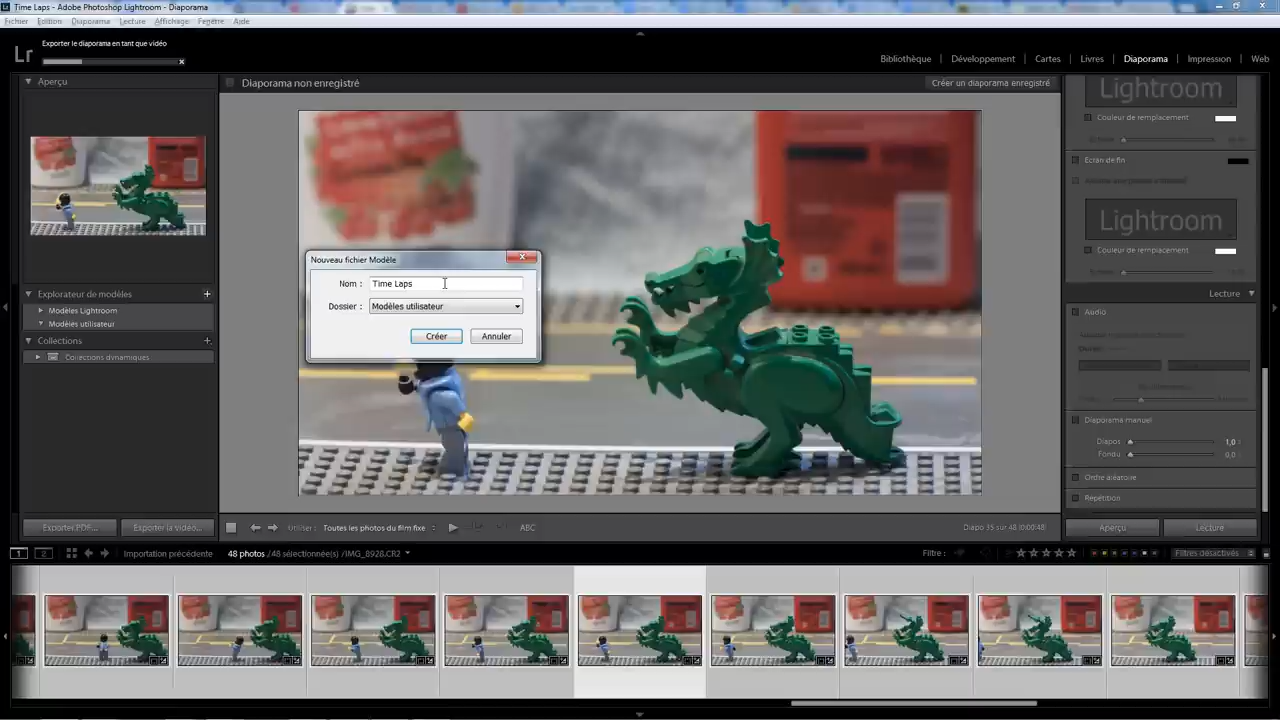 Time Laps - Adobe Photoshop Lightroom - Diaporama
Fichier Edition Diaporama Lecture Affichage Fenêtre Aide
Exporter le diaporama en tant que vidéo
Lr
Bibliothèque Développement Cartes Livres Diaporama Impression Web
Aperçu
Diaporama non enregistré
Créer un diaporama enregistré
Lightroom
Couleur de remplacement
Ecran de fin
Lightroom
Couleur de remplacement
Lecture
Audio
Diaporama manuel
Diapos 1,0
Fondu 0,0
Ordre aléatoire
Répétition
Aperçu Lecture
Explorateur de modèles
Modèles Lightroom
Modèles utilisateur
Collections
Collections dynamiques
Nouveau fichier Modèle
Nom : Time Laps
Dossier : Modèles utilisateur
Créer Annuler
Exporter PDF... Exporter la vidéo...
Utiliser : Toutes les photos du film fixe
ABC
Diapo 35 sur 48 (0:00:48)
1 2 Importation précédente 48 photos /48 sélectionnée(s) /IMG_8928.CR2
Filtre : Filtres désactivés